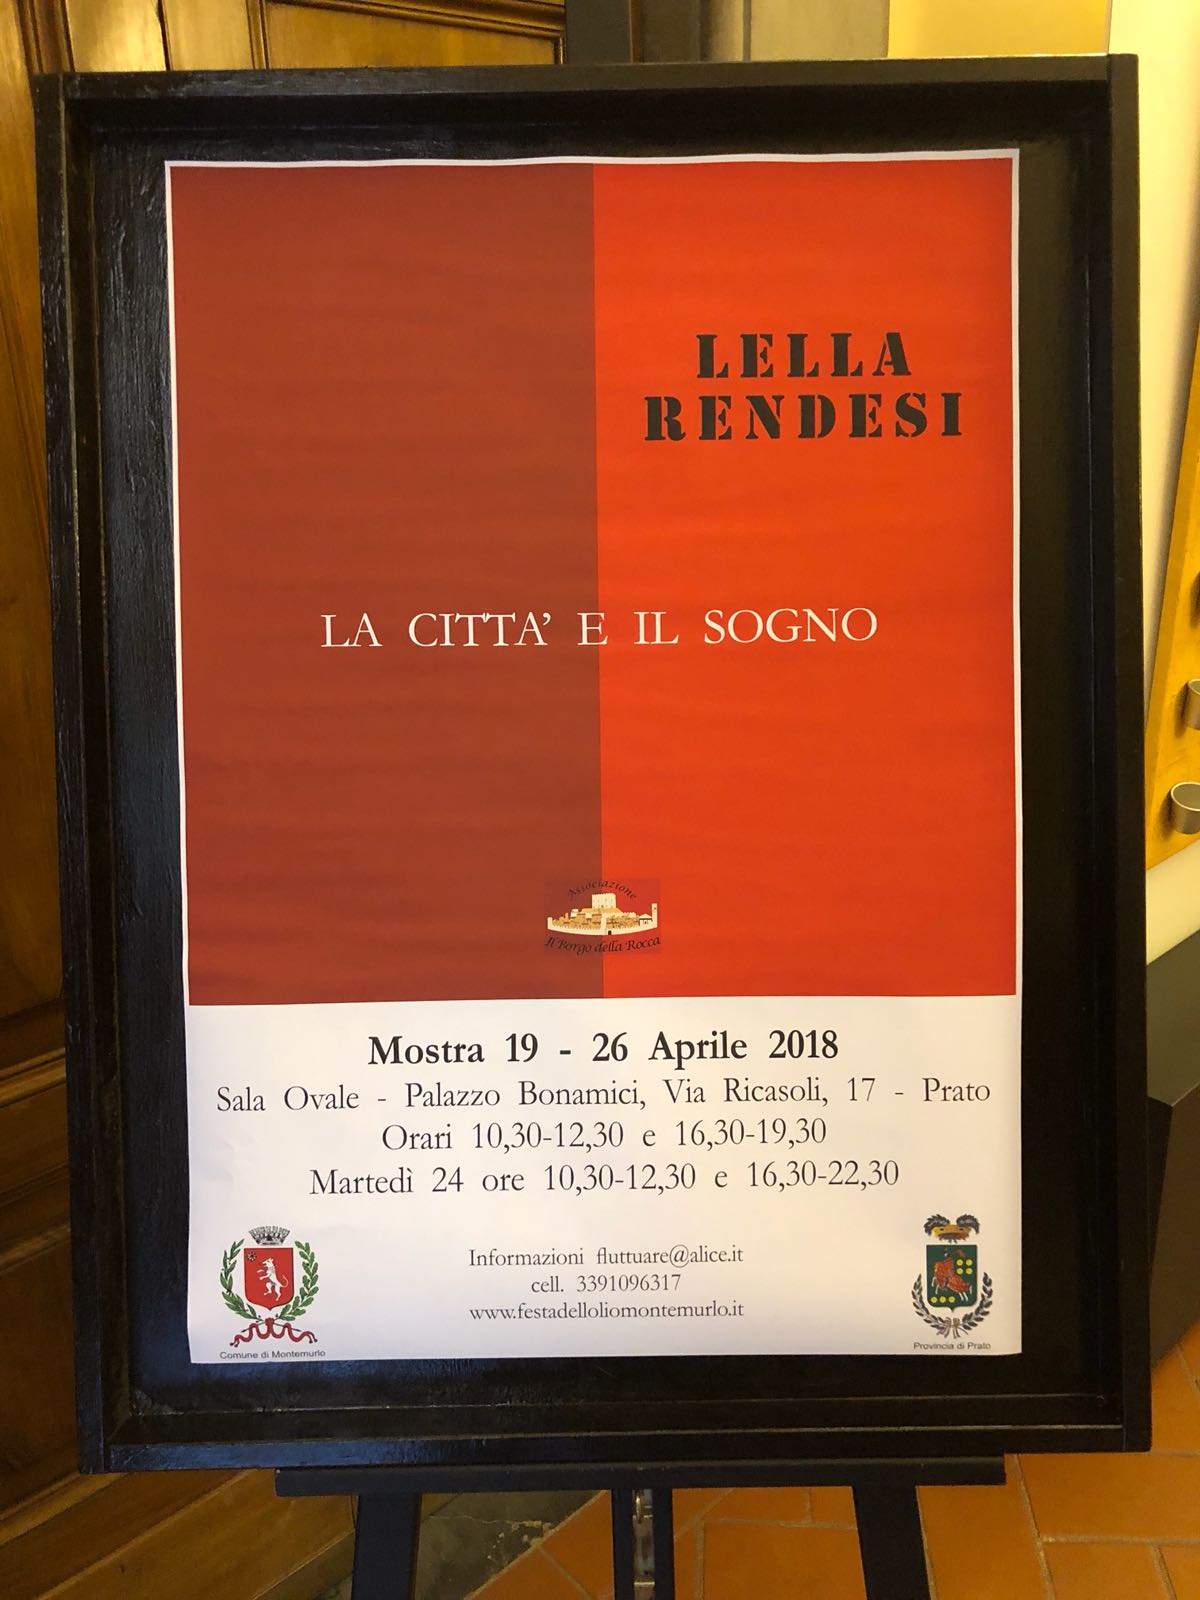 LELLA
RENDESI
LA CITTA' E IL SOGNO
Associazione
Il Borgo della Rocca
Mostra 19 - 26 Aprile 2018
Sala Ovale - Palazzo Bonamici, Via Ricasoli, 17 - Prato
Orari 10,30-12,30 e 16,30-19,30
Martedì 24 ore 10,30-12,30 e 16,30-22,30
Informazioni fluttuare@alice.it
cell. 3391096317
www.festadelloliomontemurlo.it
Comune di Montemurlo
Provincia di Prato